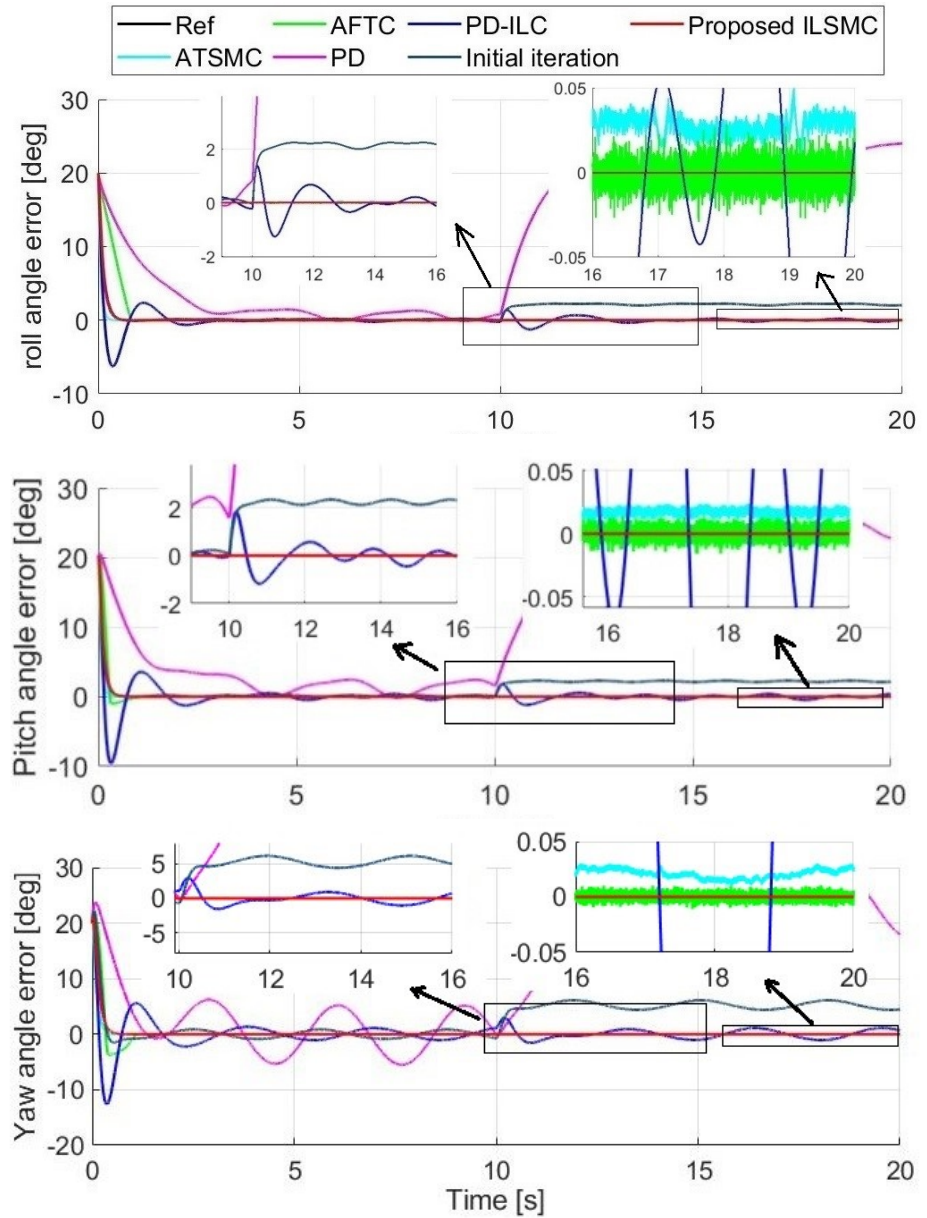 Ref AFTC PD-ILC Proposed ILSMC
ATSMC PD Initial iteration
roll angle error [deg]
30
20
10
0
-10
0 5 10 15 20
2
0
-2
10 12 14 16
0.05
0
-0.05
16 17 18 19 20
Pitch angle error [deg]
30
20
10
0
-10
0 5 10 15 20
2
0
-2
10 12 14 16
0.05
0
-0.05
16 18 20
Yaw angle error [deg]
30
20
10
0
-10
-20
0 5 10 15 20
5
0
-5
10 12 14 16
0.05
0
-0.05
16 18 20
Time [s]